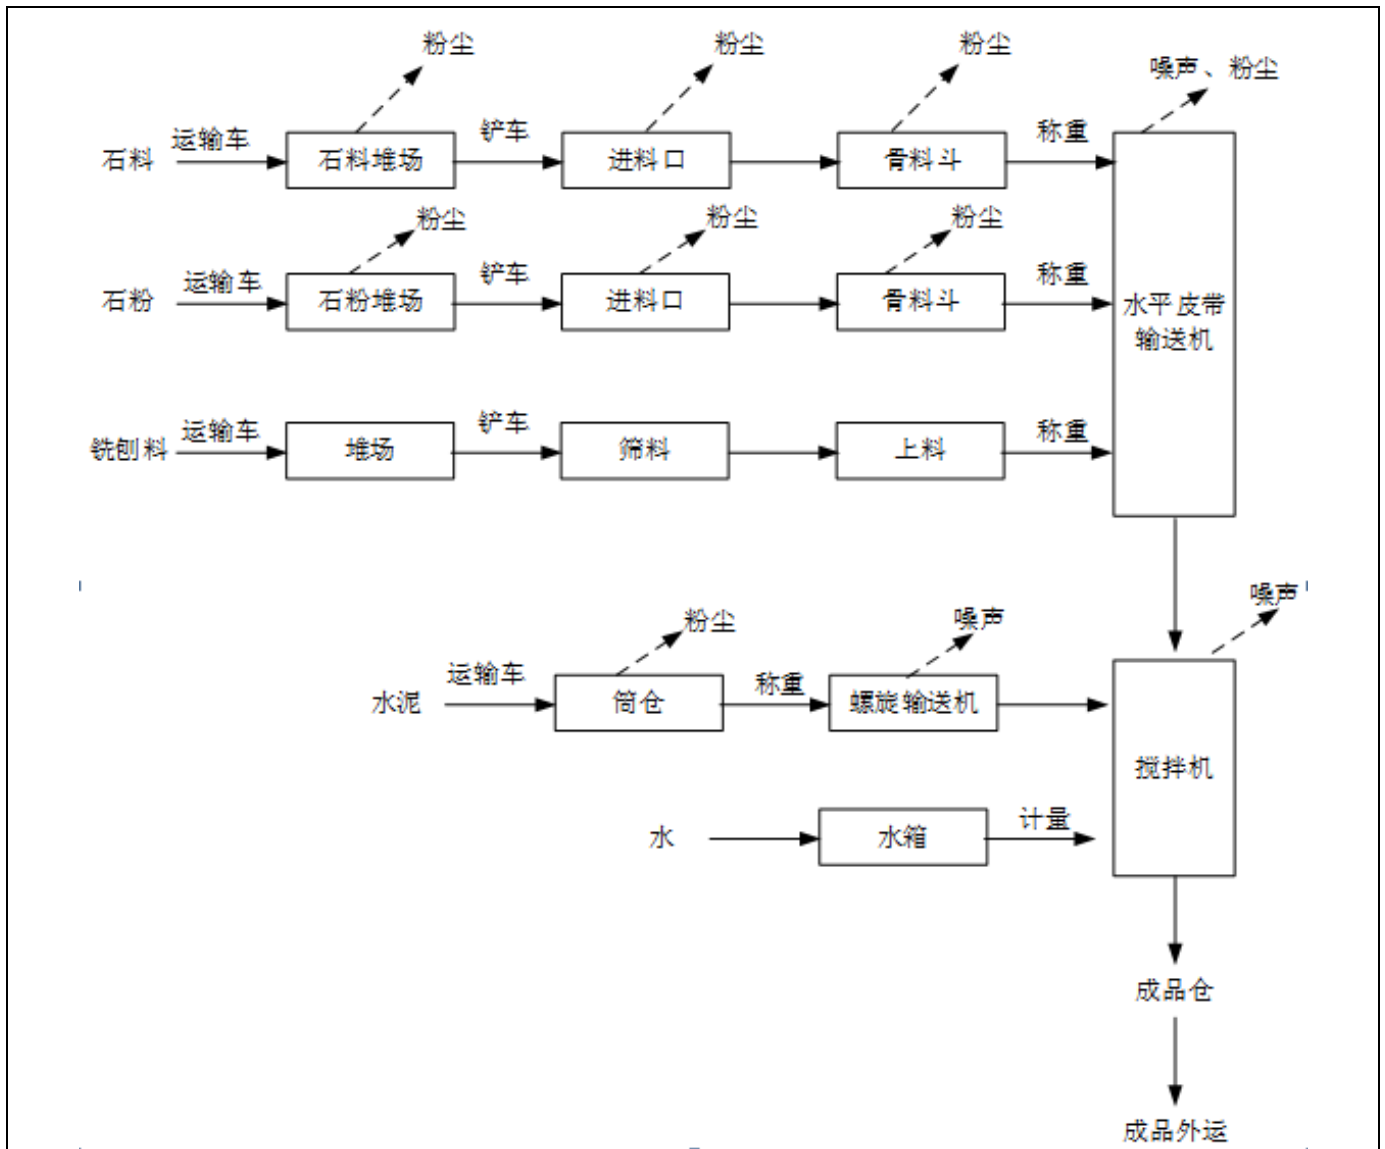 粉尘
粉尘
粉尘
噪声、粉尘
石料
运输车
石料堆场
铲车
进料口
骨料斗
称重
粉尘
粉尘
粉尘
石粉
运输车
石粉堆场
铲车
进料口
骨料斗
称重
水平皮带
输送机
铣刨料
运输车
堆场
铲车
筛料
上料
称重
粉尘
噪声
噪声
水泥
运输车
筒仓
称重
螺旋输送机
搅拌机
水
水箱
计量
成品仓
成品外运